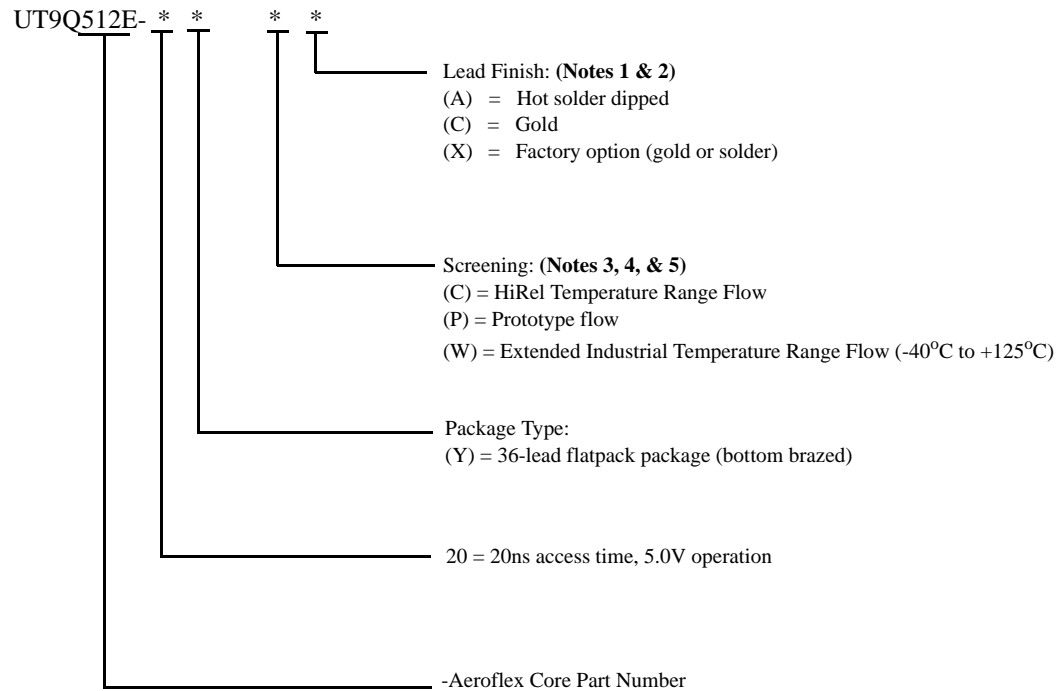 UT9Q512E- * * * *
Lead Finish: (Notes 1 & 2)
(A) = Hot solder dipped
(C) = Gold
(X) = Factory option (gold or solder)
Screening: (Notes 3, 4, & 5)
(C) = HiRel Temperature Range Flow
(P) = Prototype flow
(W) = Extended Industrial Temperature Range Flow (-40°C to +125°C)
Package Type:
(Y) = 36-lead flatpack package (bottom brazed)
20 = 20ns access time, 5.0V operation
-Aeroflex Core Part Number